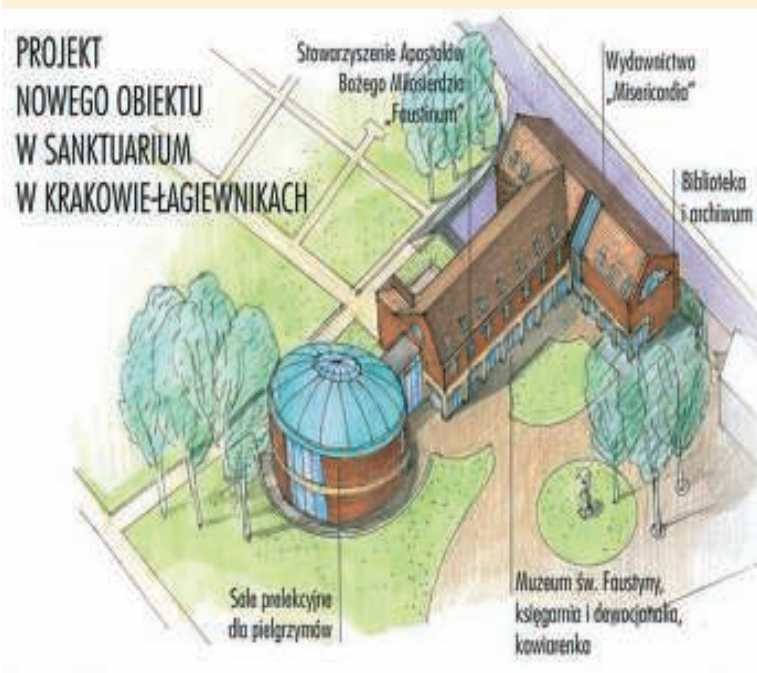 PROJEKT
NOWEGO OBIEKTU
W SANKTUARIUM
W KRAKOWIE-ŁAGIEWNIKACH
Stowarzyszenie Apostołów
Bożego Miłosierdzia
„Faustinum”
Wydawnictwo
„Misericordia”
Biblioteka
i archiwum
Sale prelekcyjne
dla pielgrzymów
Muzeum św. Faustyny,
księgarnia i dewocjonalia,
kawiarenka